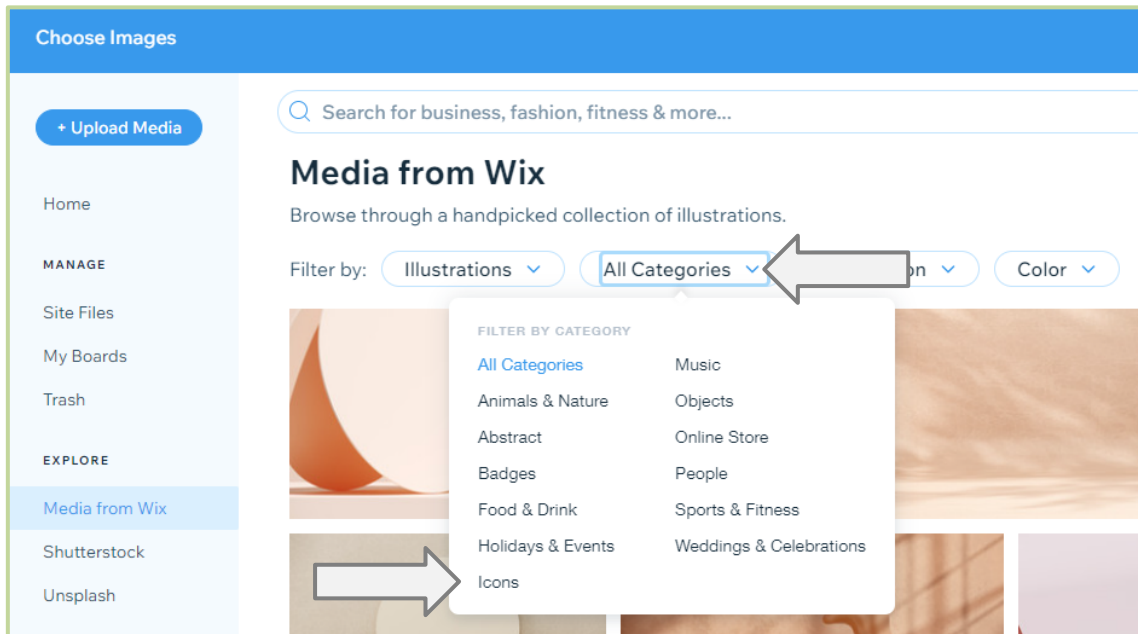 Choose Images
+ Upload Media
Home
MANAGE
Site Files
My Boards
Trash
EXPLORE
Media from Wix
Shutterstock
Unsplash
Search for business, fashion, fitness & more...
Media from Wix
Browse through a handpicked collection of illustrations.
Filter by: Illustrations All Categories on Color
FILTER BY CATEGORY
All Categories Music
Animals & Nature Objects
Abstract Online Store
Badges People
Food & Drink Sports & Fitness
Holidays & Events Weddings & Celebrations
Icons